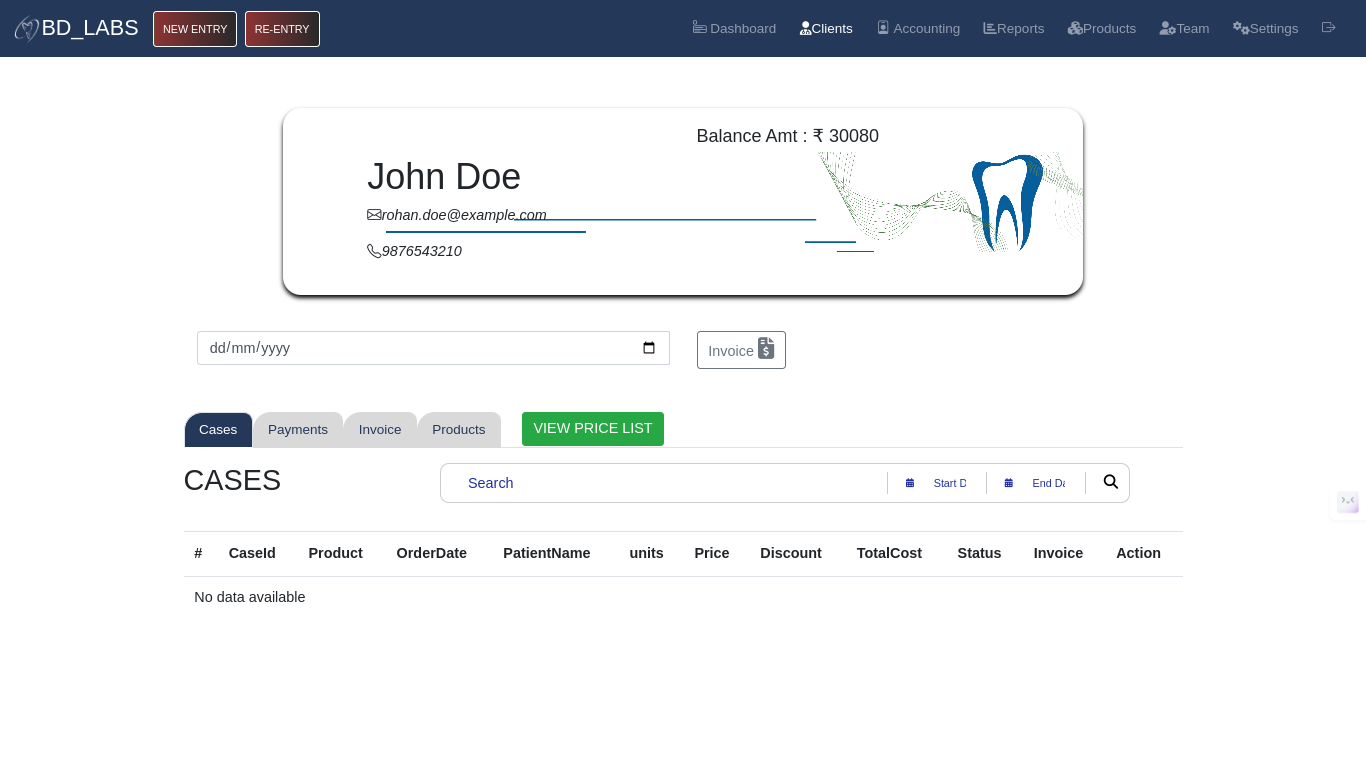 BD_LABS NEW ENTRY RE-ENTRY Dashboard Clients Accounting Reports Products Team Settings
Balance Amt : ₹ 30080
John Doe
rohan.doe@example.com
9876543210
dd/mm/yyyy Invoice
Cases Payments Invoice Products VIEW PRICE LIST
CASES Search Start D End Da
# CaseId Product OrderDate PatientName units Price Discount TotalCost Status Invoice Action
No data available